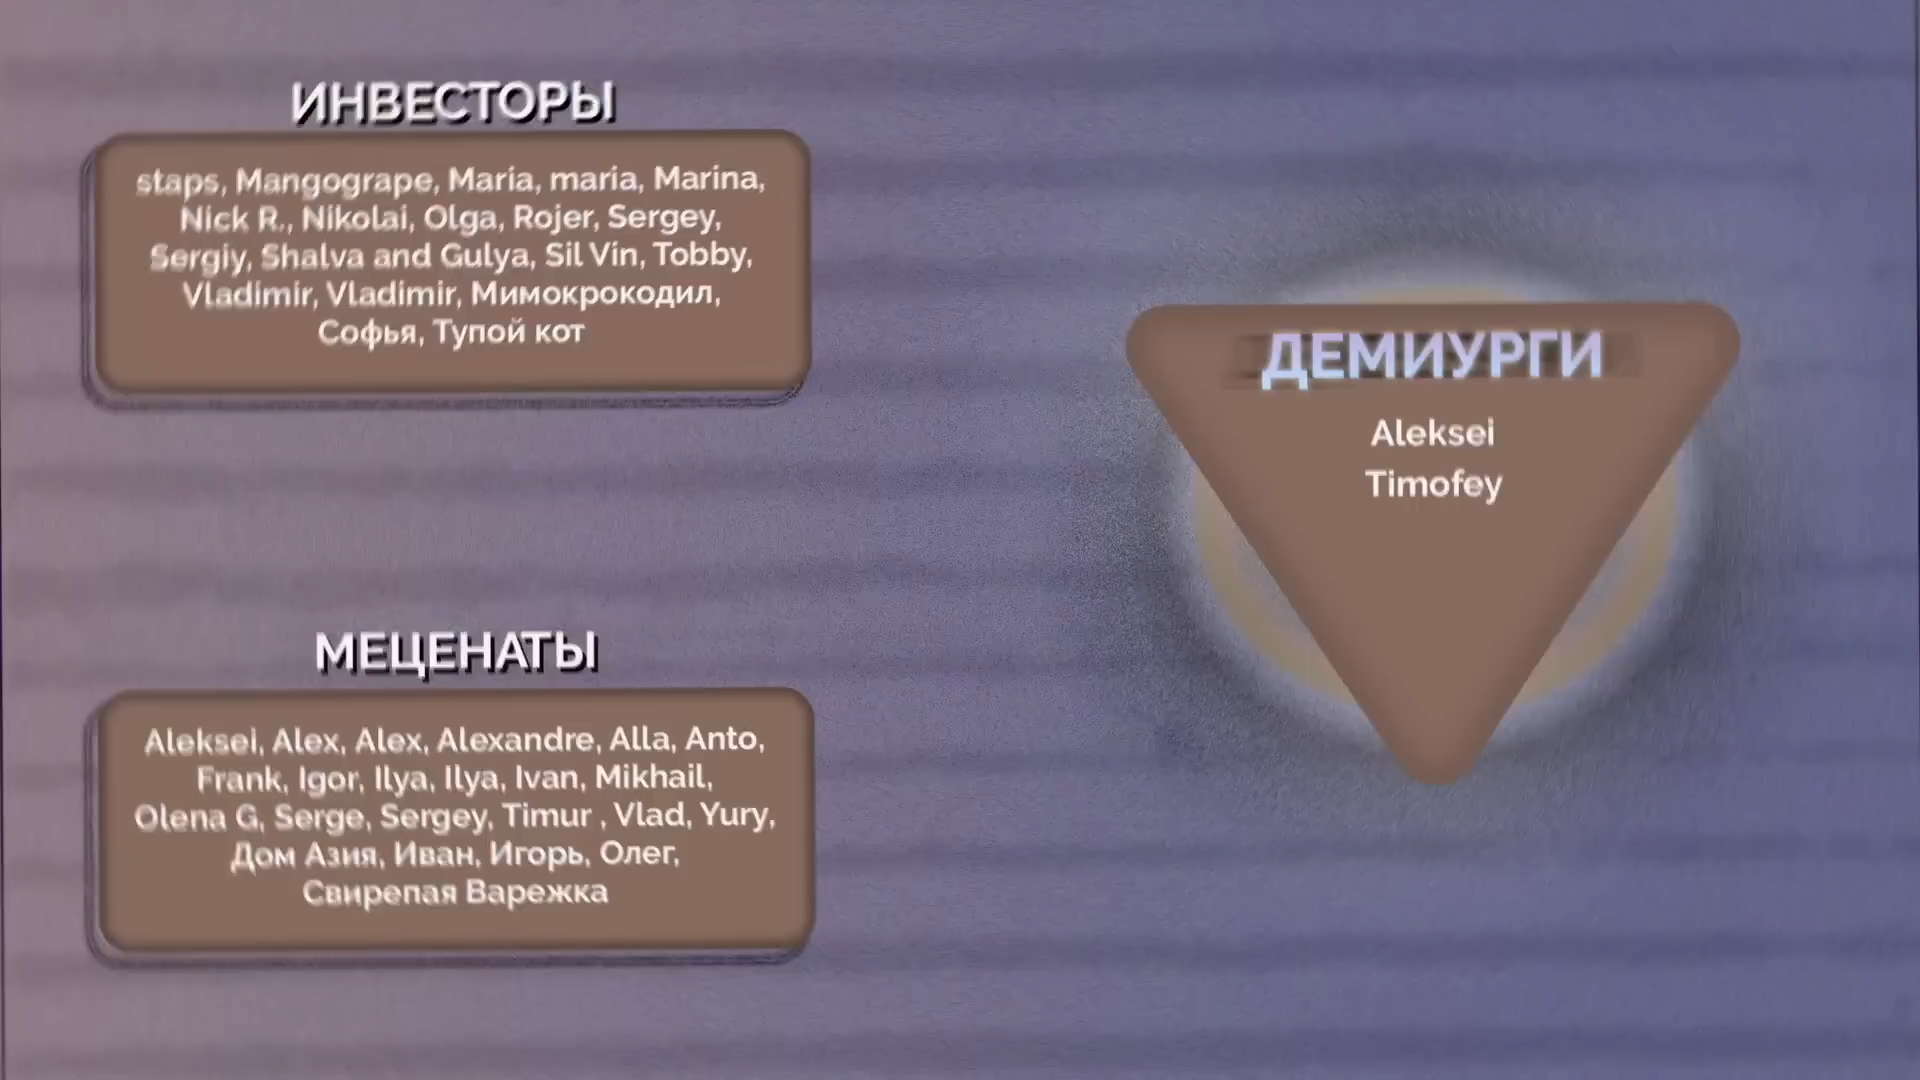 ИНВЕСТОРЫ
staps, Mangogrape, Maria, maria, Marina,
Nick R., Nikolai, Olga, Rojer, Sergey,
Sergiy, Shalva and Gulya, Sil Vin, Tobby,
Vladimir, Vladimir, Мимокрокодил,
Софья, Тупой кот
МЕЦЕНАТЫ
Aleksei, Alex, Alex, Alexandre, Alla, Anto,
Frank, Igor, Ilya, Ilya, Ivan, Mikhail,
Olena G, Serge, Sergey, Timur , Vlad, Yury,
Дом Азия, Иван, Игорь, Олег,
Свирепая Варежка
ДЕМИУРГИ
Aleksei
Timofey